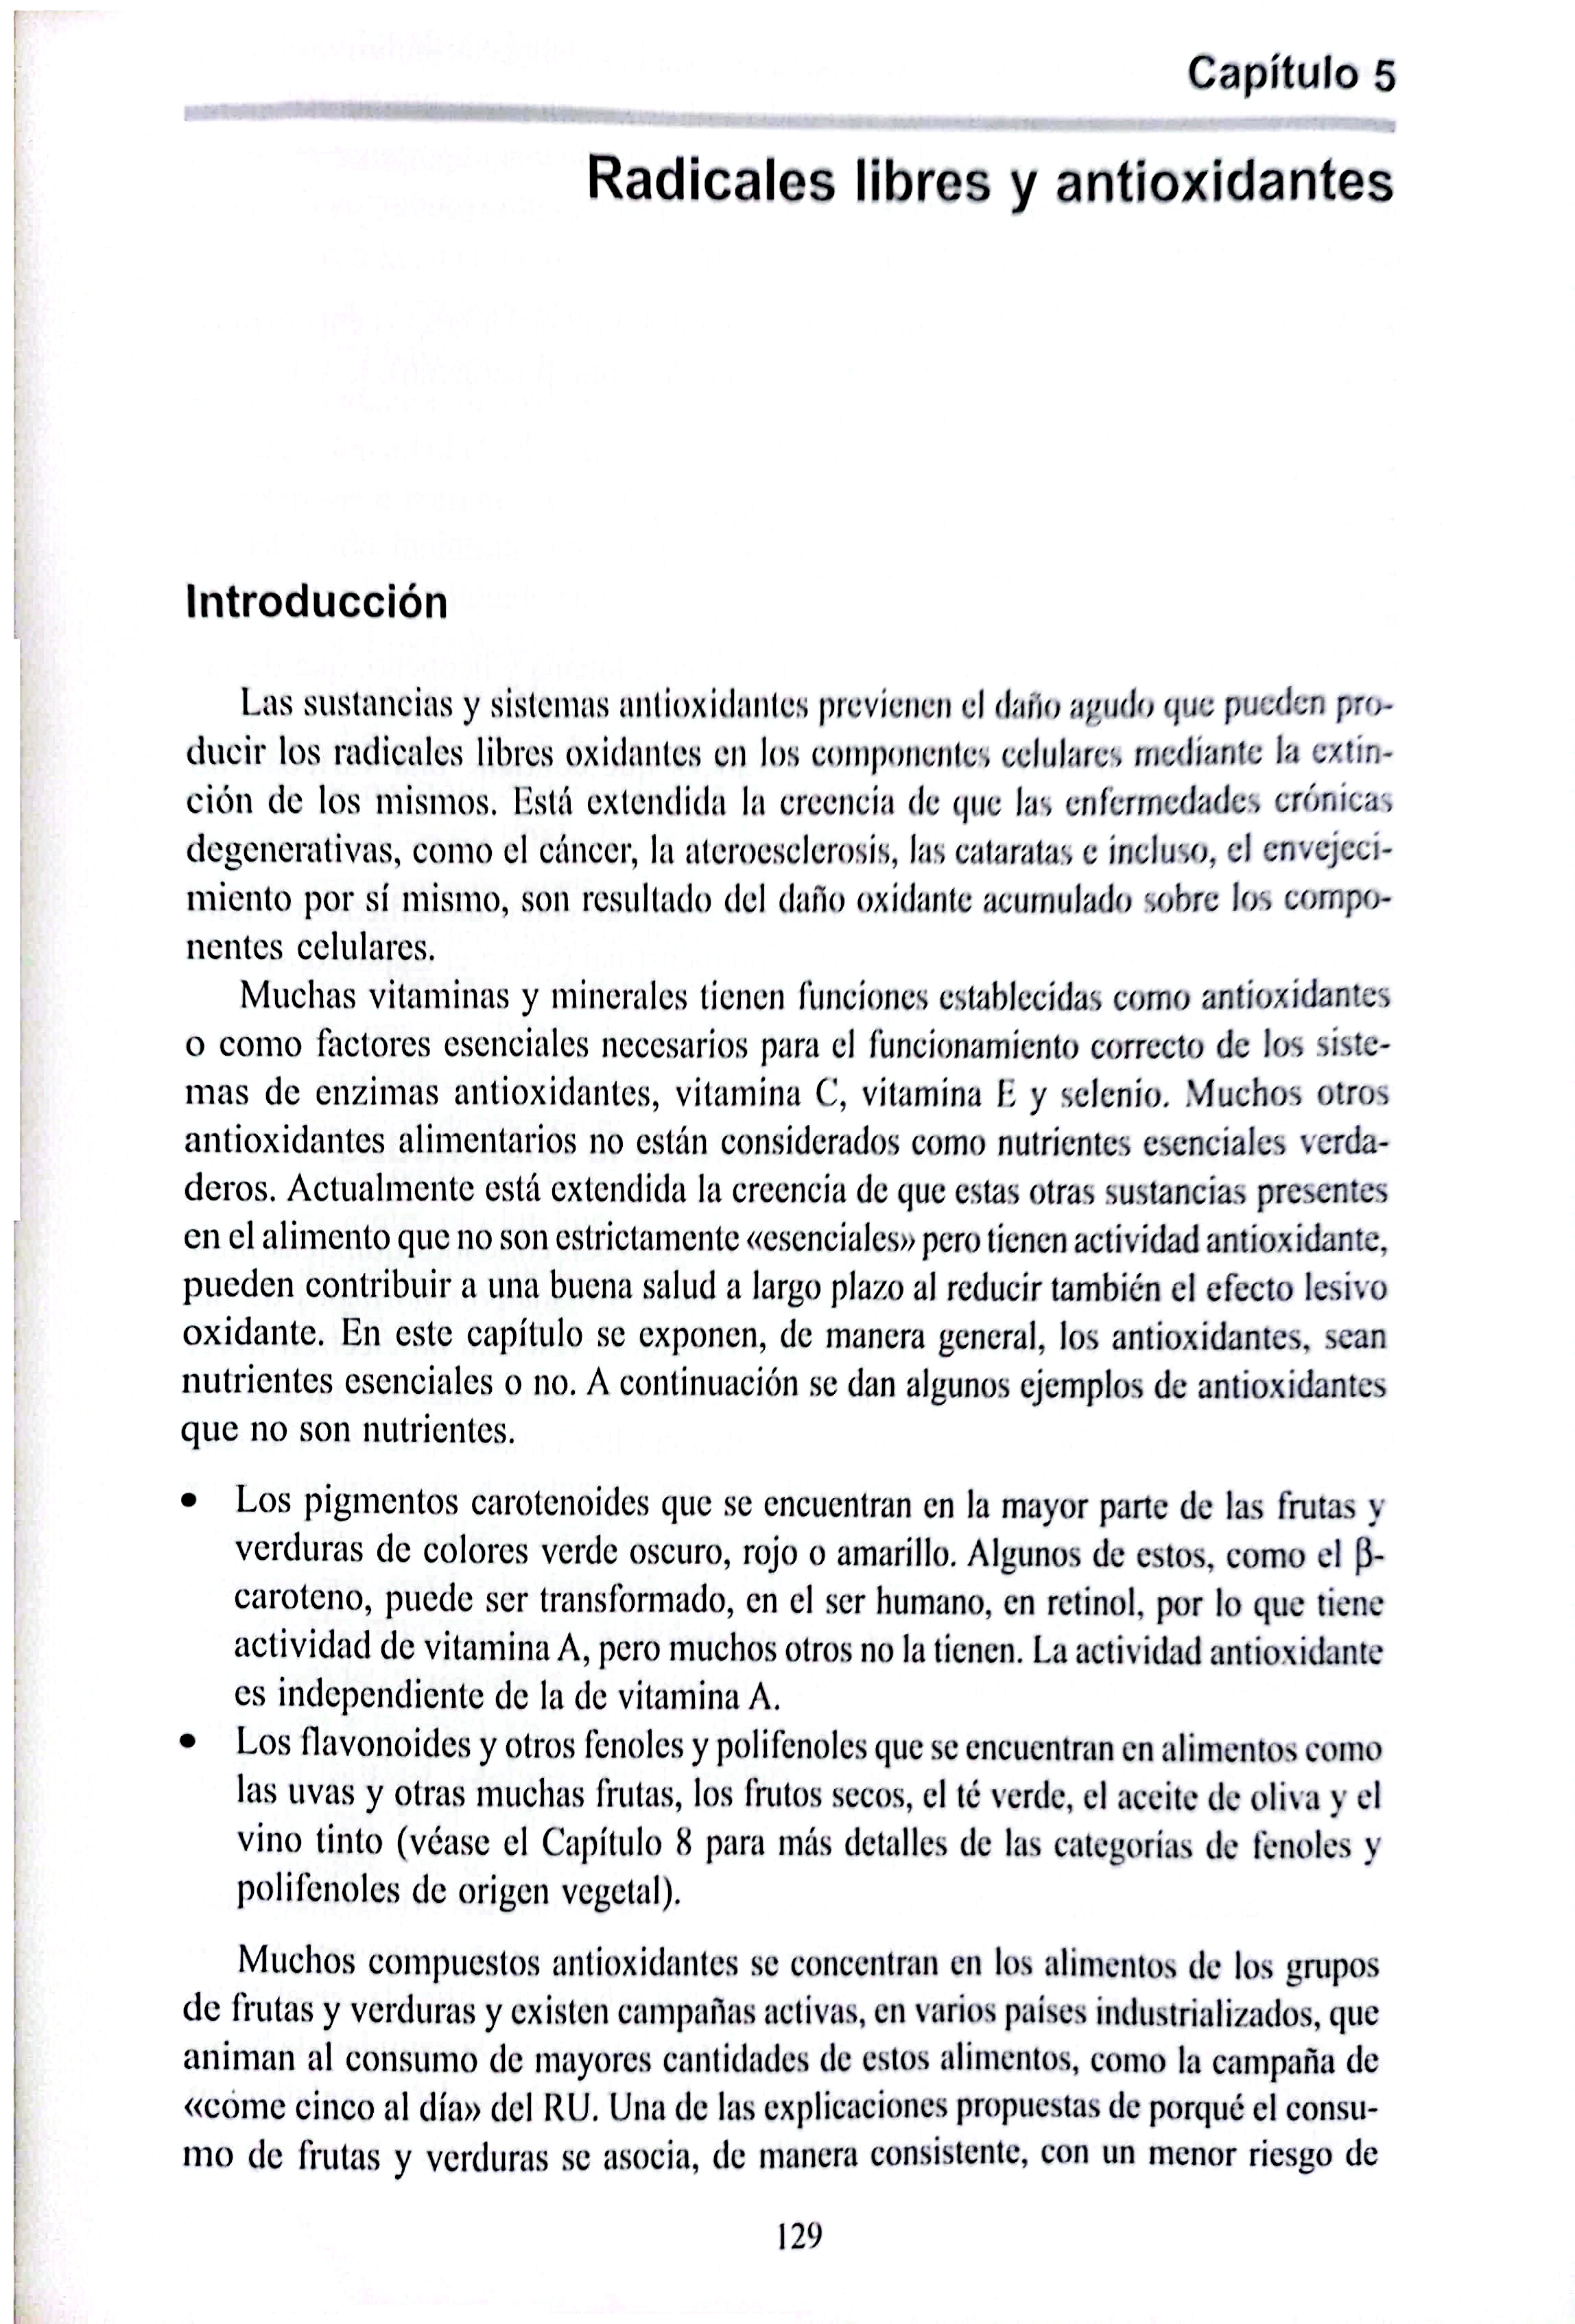 Capítulo 5
Radicales libres y antioxidantes
Introducción
Las sustancias y sistemas antioxidantes previenen el daño agudo que pueden pro-
ducir los radicales libres oxidantes en los componentes celulares mediante la extin-
ción de los mismos. Está extendida la creencia de que las enfermedades crónicas
degenerativas, como el cáncer, la ateroesclerosis, las cataratas e incluso, el envejeci-
miento por sí mismo, son resultado del daño oxidante acumulado sobre los compo-
nentes celulares.
Muchas vitaminas y minerales tienen funciones establecidas como antioxidantes
o como factores esenciales necesarios para el funcionamiento correcto de los siste-
mas de enzimas antioxidantes, vitamina C, vitamina E y selenio. Muchos otros
antioxidantes alimentarios no están considerados como nutrientes esenciales verda-
deros. Actualmente está extendida la creencia de que estas otras sustancias presentes
en el alimento que no son estrictamente «esenciales» pero tienen actividad antioxidante,
pueden contribuir a una buena salud a largo plazo al reducir también el efecto lesivo
oxidante. En este capítulo se exponen, de manera general, los antioxidantes, sean
nutrientes esenciales o no. A continuación se dan algunos ejemplos de antioxidantes
que no son nutrientes.
• Los pigmentos carotenoides que se encuentran en la mayor parte de las frutas y
verduras de colores verde oscuro, rojo o amarillo. Algunos de estos, como el β-
caroteno, puede ser transformado, en el ser humano, en retinol, por lo que tiene
actividad de vitamina A, pero muchos otros no la tienen. La actividad antioxidante
es independiente de la de vitamina A.
• Los flavonoides y otros fenoles y polifenoles que se encuentran en alimentos como
las uvas y otras muchas frutas, los frutos secos, el té verde, el aceite de oliva y el
vino tinto (véase el Capítulo 8 para más detalles de las categorías de fenoles y
polifenoles de origen vegetal).
Muchos compuestos antioxidantes se concentran en los alimentos de los grupos
de frutas y verduras y existen campañas activas, en varios países industrializados, que
animan al consumo de mayores cantidades de estos alimentos, como la campaña de
«come cinco al día» del RU. Una de las explicaciones propuestas de porqué el consu-
mo de frutas y verduras se asocia, de manera consistente, con un menor riesgo de
129